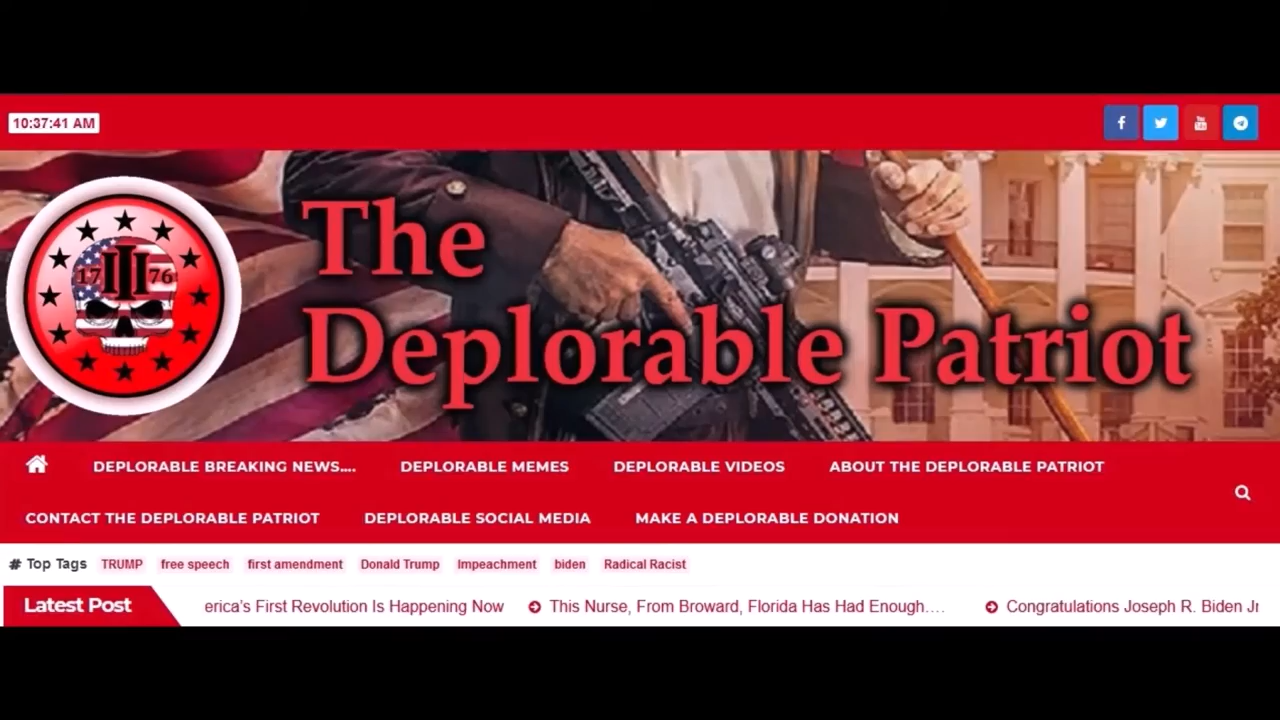 10:37:41 AM
17 III 76
The
Deplorable Patriot
DEPLORABLE BREAKING NEWS.... DEPLORABLE MEMES DEPLORABLE VIDEOS ABOUT THE DEPLORABLE PATRIOT
CONTACT THE DEPLORABLE PATRIOT DEPLORABLE SOCIAL MEDIA MAKE A DEPLORABLE DONATION
# Top Tags TRUMP free speech first amendment Donald Trump Impeachment biden Radical Racist
Latest Post erica's First Revolution Is Happening Now This Nurse, From Broward, Florida Has Had Enough.... Congratulations Joseph R. Biden Jr